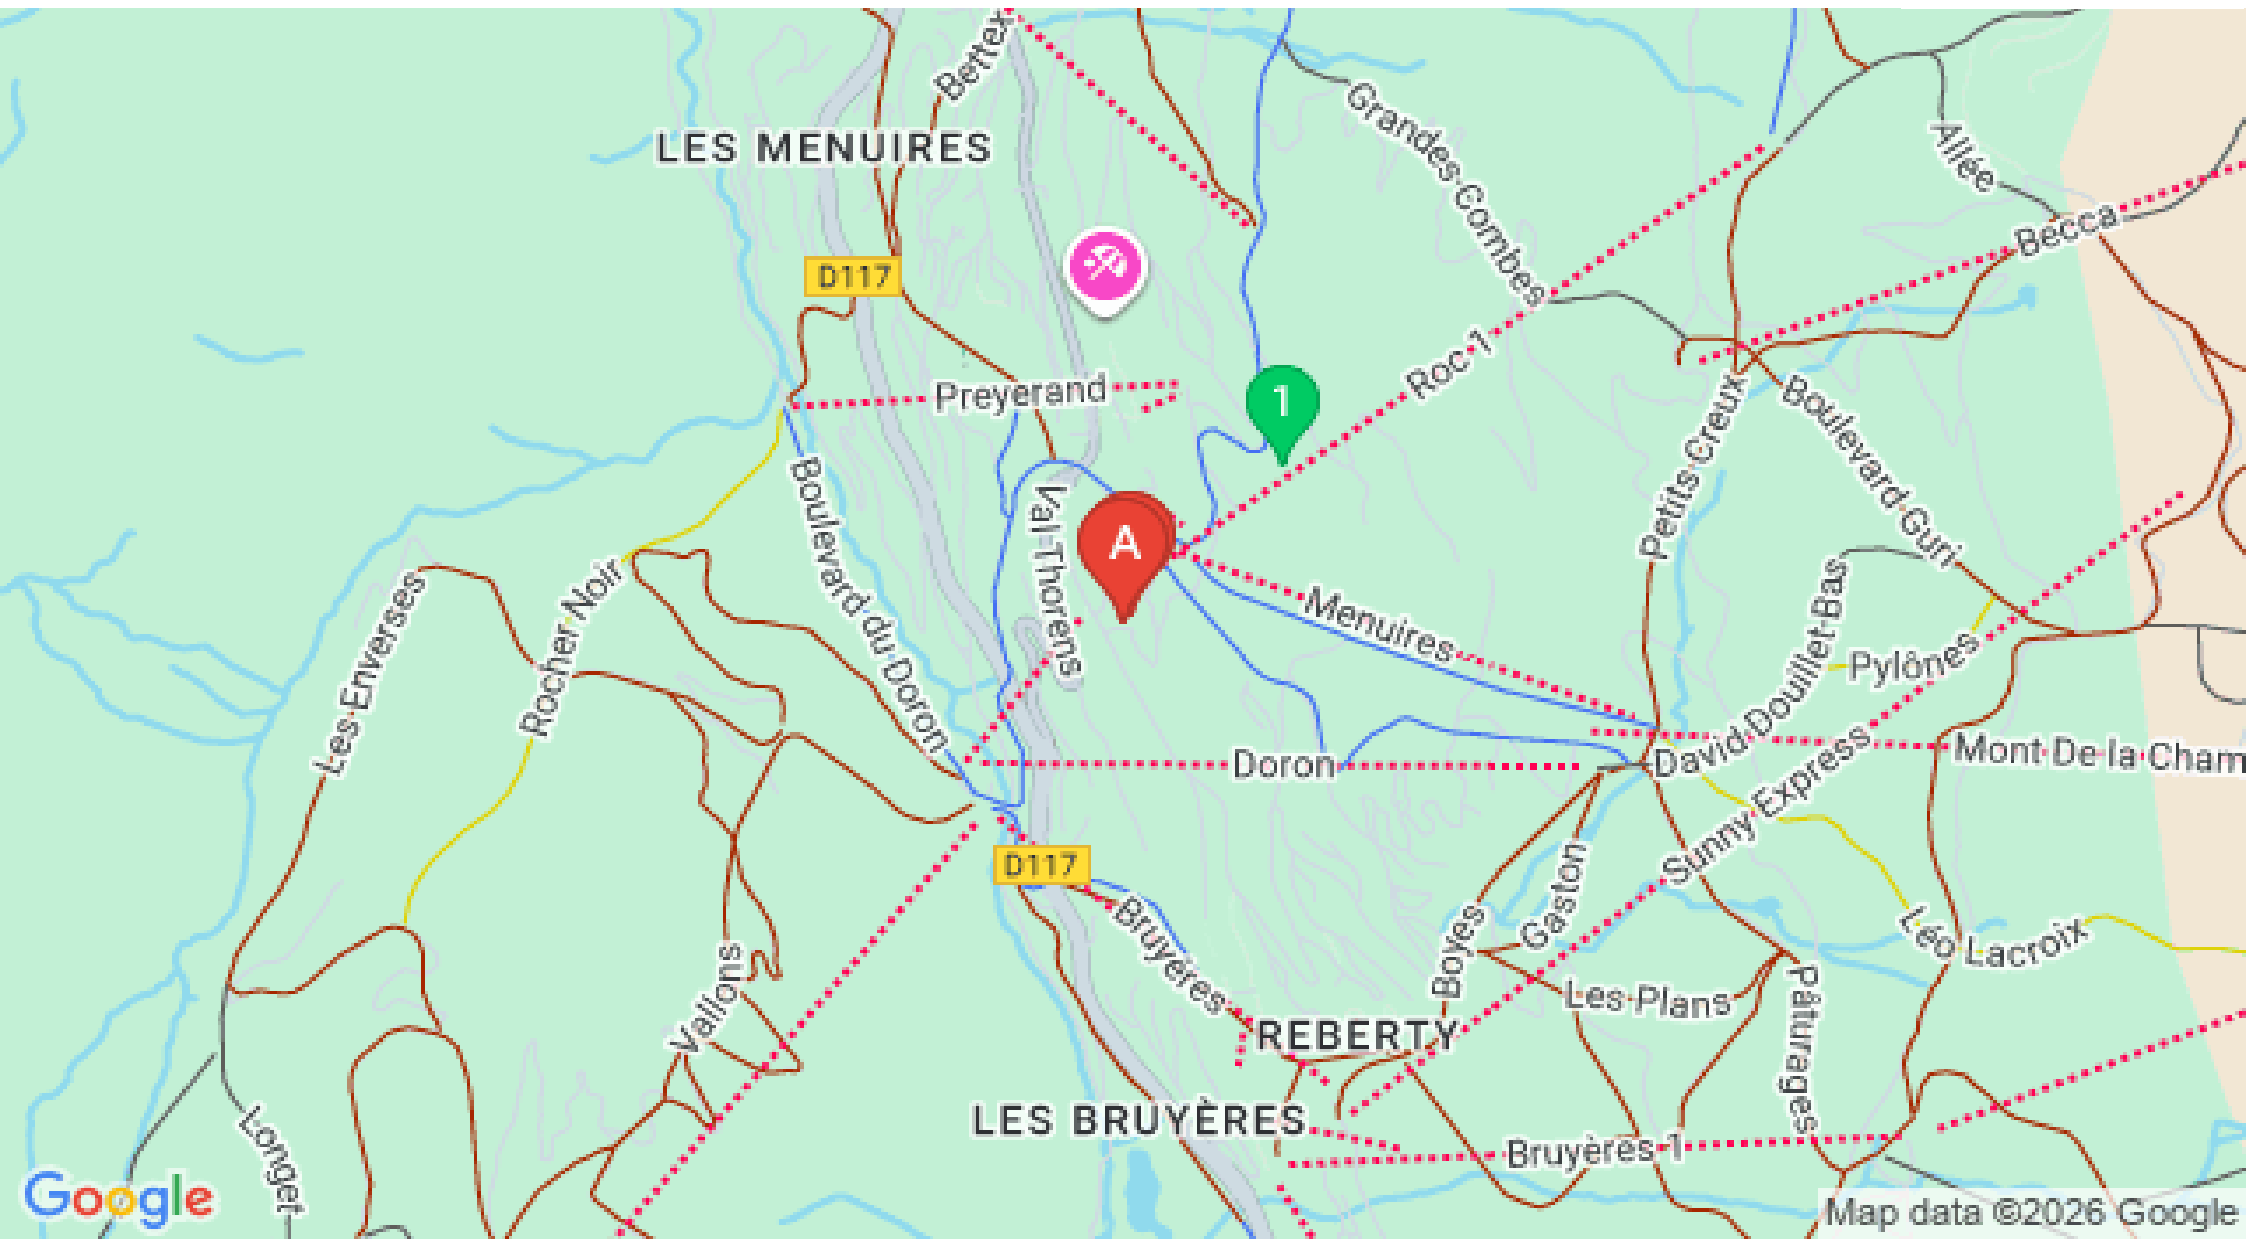 Bettex
LES MENUIRES
Grandes Combes
Allée
Becca
D117
Roc 1
Preyerand
1
Petits Creux
Boulevard Guri
A
Val Thorens
Boulevard du Doron
Les Enverses
Rocher Noir
Menuires
David Douillet Bas
Pylônes
Doron
Mont De la Cham
Sunny Express
D117
Gaston
Bruyères
Boyes
Léo Lacroix
Vallons
Les Plans
Pâturages
REBERTY
LES BRUYÈRES
Longet
Bruyères 1
Google
Map data ©2026 Google